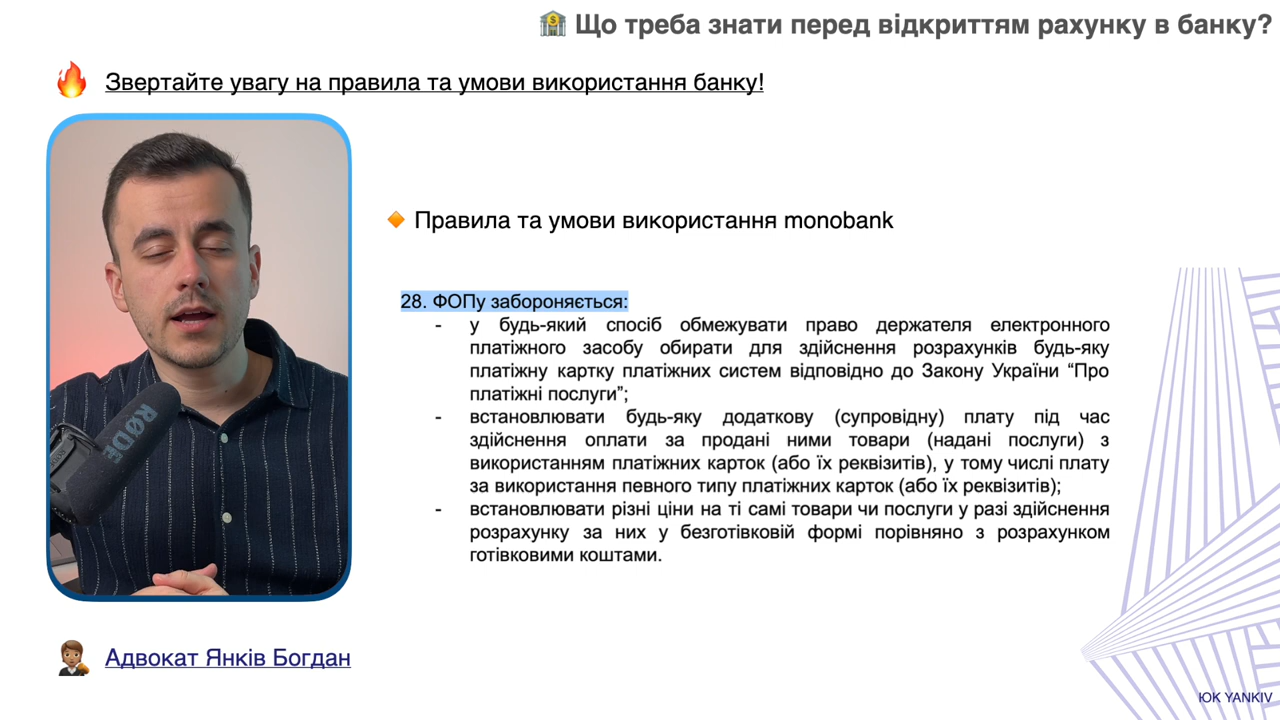 Що треба знати перед відкриттям рахунку в банку?
Звертайте увагу на правила та умови використання банку!
Правила та умови використання monobank
28. ФОПу забороняється:
- у будь-який спосіб обмежувати право держателя електронного
платіжного засобу обирати для здійснення розрахунків будь-яку
платіжну картку платіжних систем відповідно до Закону України “Про
платіжні послуги”;
- встановлювати будь-яку додаткову (супровідну) плату під час
здійснення оплати за продані ними товари (надані послуги) з
використанням платіжних карток (або їх реквізитів), у тому числі плату
за використання певного типу платіжних карток (або їх реквізитів);
- встановлювати різні ціни на ті самі товари чи послуги у разі здійснення
розрахунку за них у безготівковій формі порівняно з розрахунком
готівковими коштами.
RØDE
Адвокат Янків Богдан
ЮК YANKIV